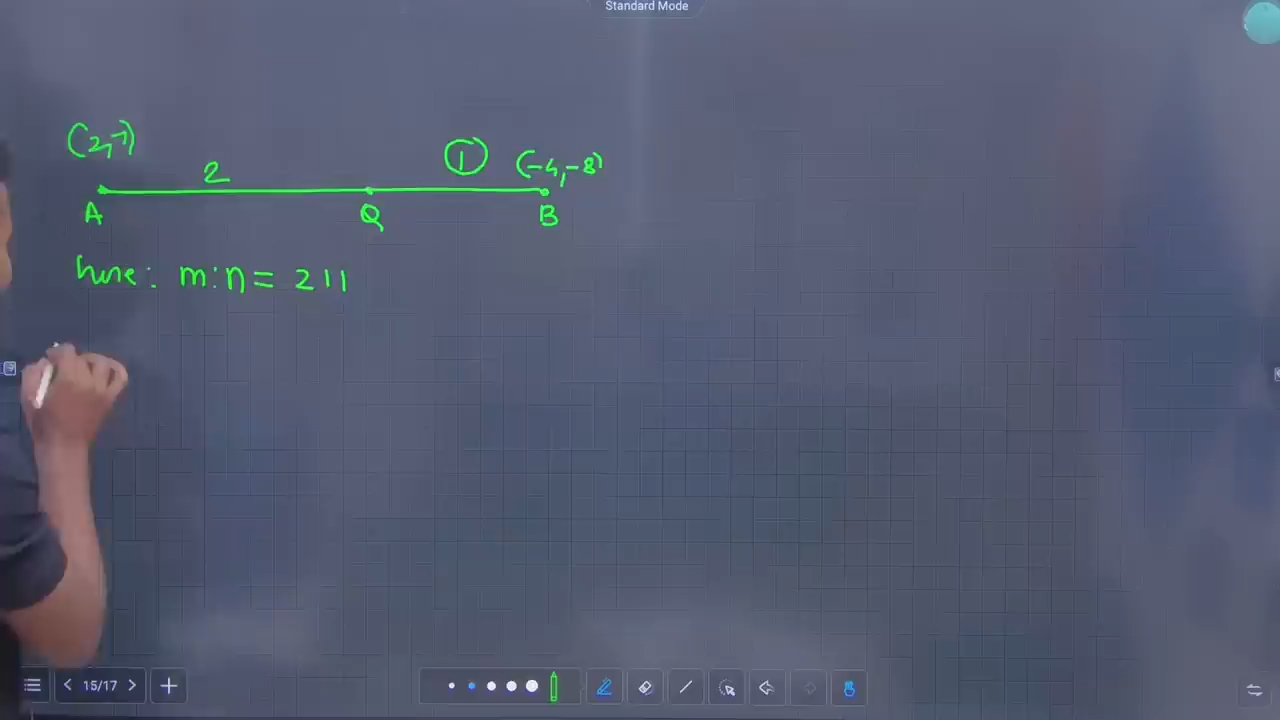 Standard Mode
(2,7)
2
1
(-4,-8)
A
Q
B
here: m:n = 2:1
15/17